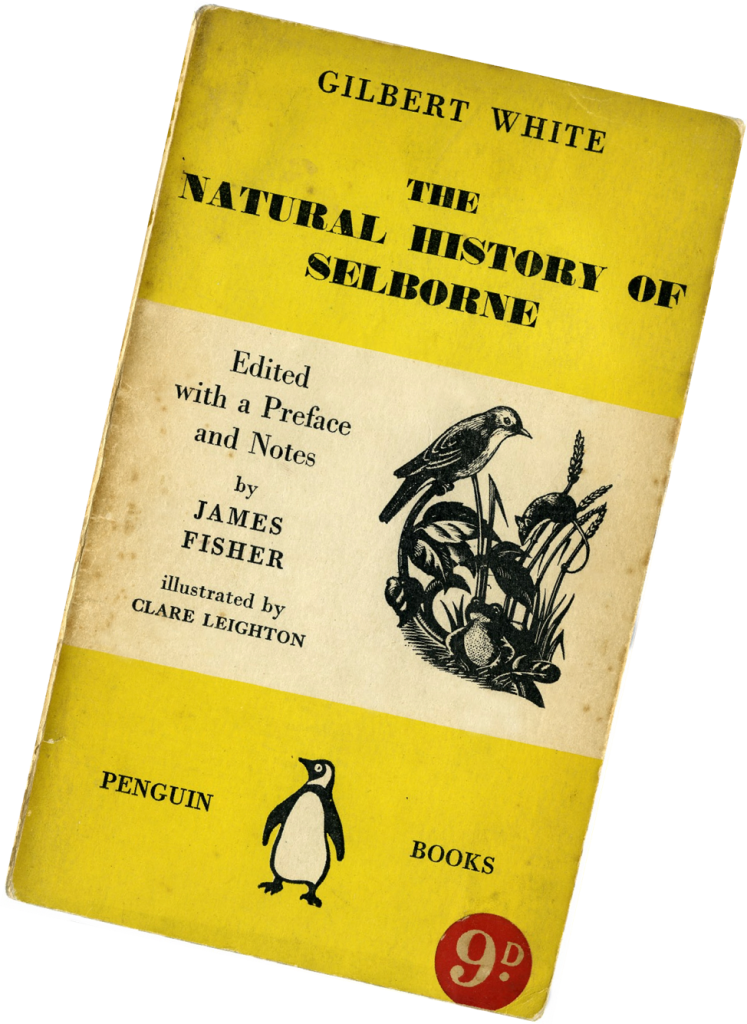 GILBERT WHITE
THE
NATURAL HISTORY OF
SELBORNE
Edited
with a Preface
and Notes
by
JAMES
FISHER
illustrated by
CLARE LEIGHTON
PENGUIN
BOOKS
9D.